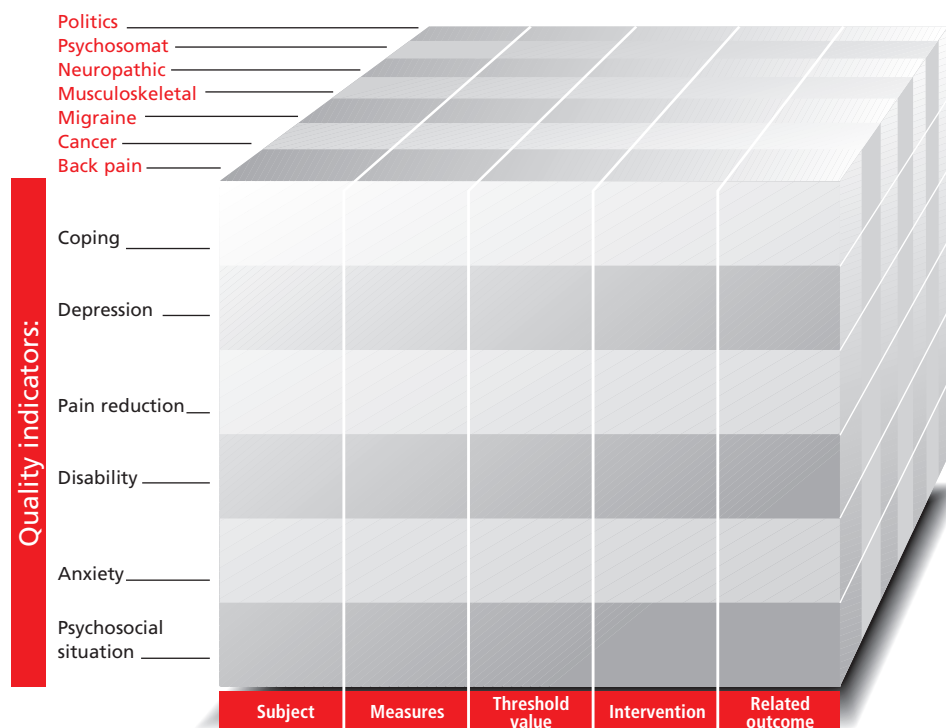 Politics
Psychosomat
Neuropathic
Musculoskeletal
Migraine
Cancer
Back pain
Quality indicators:
Coping
Depression
Pain reduction
Disability
Anxiety
Psychosocial
situation
Subject
Measures
Threshold
value
Intervention
Related
outcome